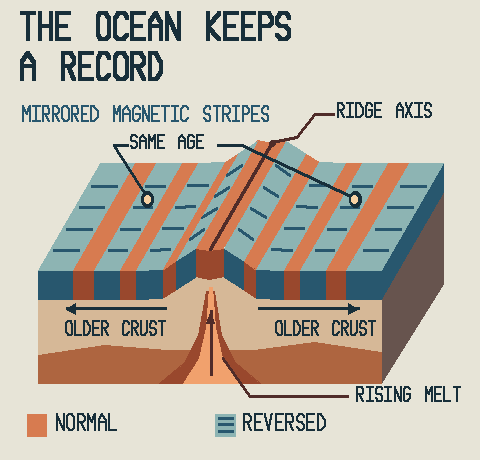 THE OCEAN KEEPS
A RECORD
MIRRORED MAGNETIC STRIPES
RIDGE AXIS
SAME AGE
OLDER CRUST
OLDER CRUST
RISING MELT
NORMAL
REVERSED